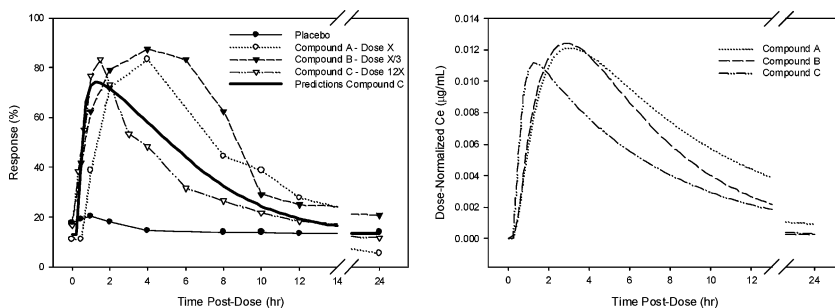 100
80
60
40
20
0
Response (%)
Placebo
Compound A - Dose X
Compound B - Dose X/3
Compound C - Dose 12X
Predictions Compound C
0 2 4 6 8 10 12 14 24
Time Post-Dose (hr)
0.014
0.012
0.010
0.008
0.006
0.004
0.002
0.000
Dose-Normalized Ce (µg/mL)
Compound A
Compound B
Compound C
0 2 4 6 8 10 12 24
Time Post-Dose (hr)